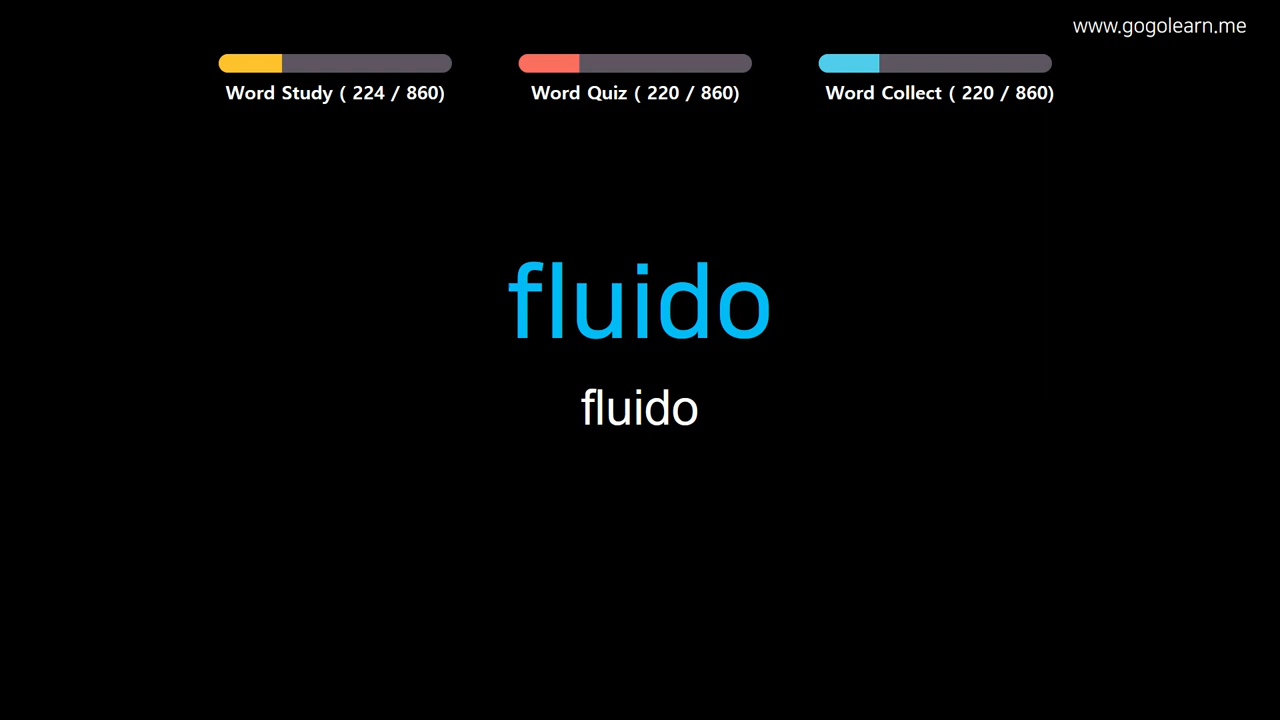 www.gogolearn.me
Word Study ( 224 / 860)
Word Quiz ( 220 / 860)
Word Collect ( 220 / 860)
fluido
fluido